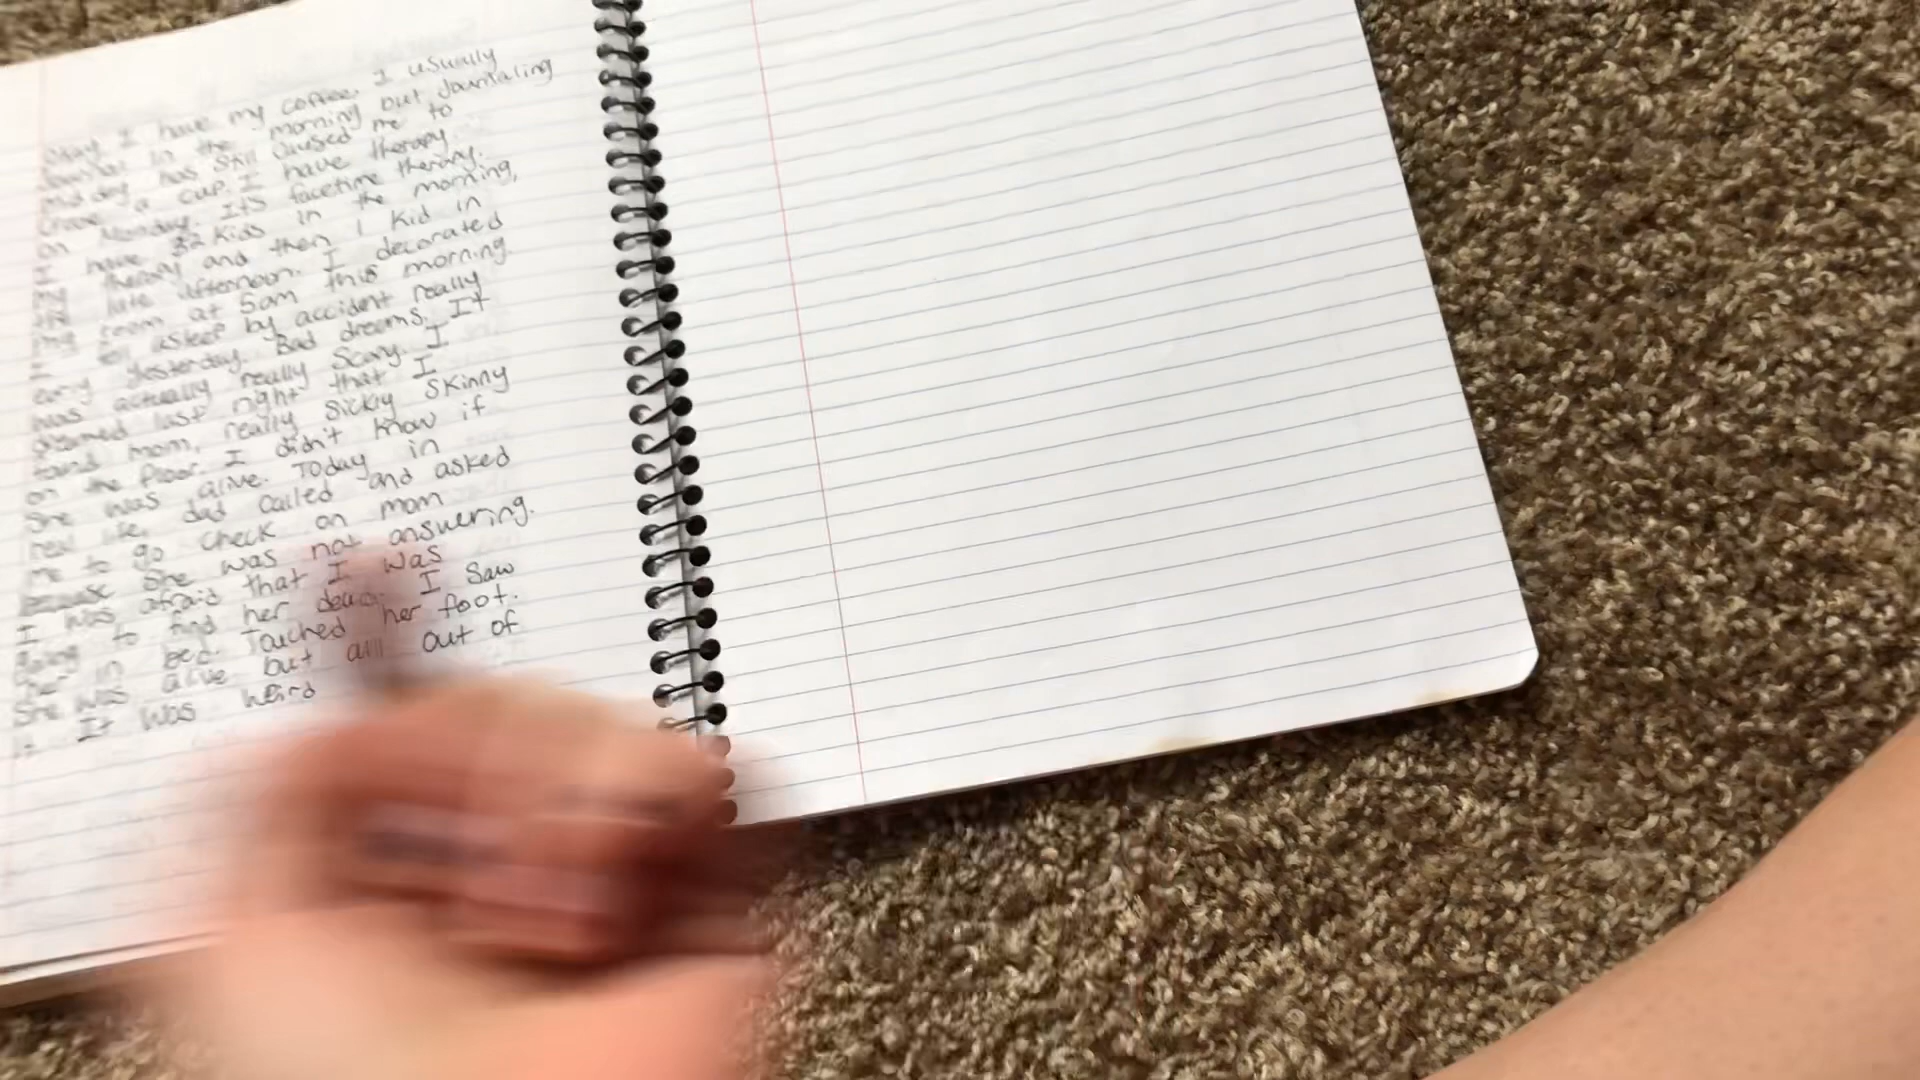 Okay I have my coffee. I usually
Journal in the morning but Journaling
mid day has still caused me to
crave a cup. I have therapy
on Monday. Its facetime therapy.
I have 2 kids in the morning,
therapy and then 1 kid in
the late afternoon. I decorated
my room at 5am this morning.
I fell asleep by accident really
early yesterday. Bad dreams. It
was actually really scary. I
dreamed last night that I
found mom, really sickly skinny
on the floor. I didn't know if
she was alive. Today in
real life, dad called and asked
me to go check on mom
because she was not answering.
I was afraid that I was
going to find her dead. I saw
her in bed. Touched her foot.
She was alive but all out of
it. It was weird